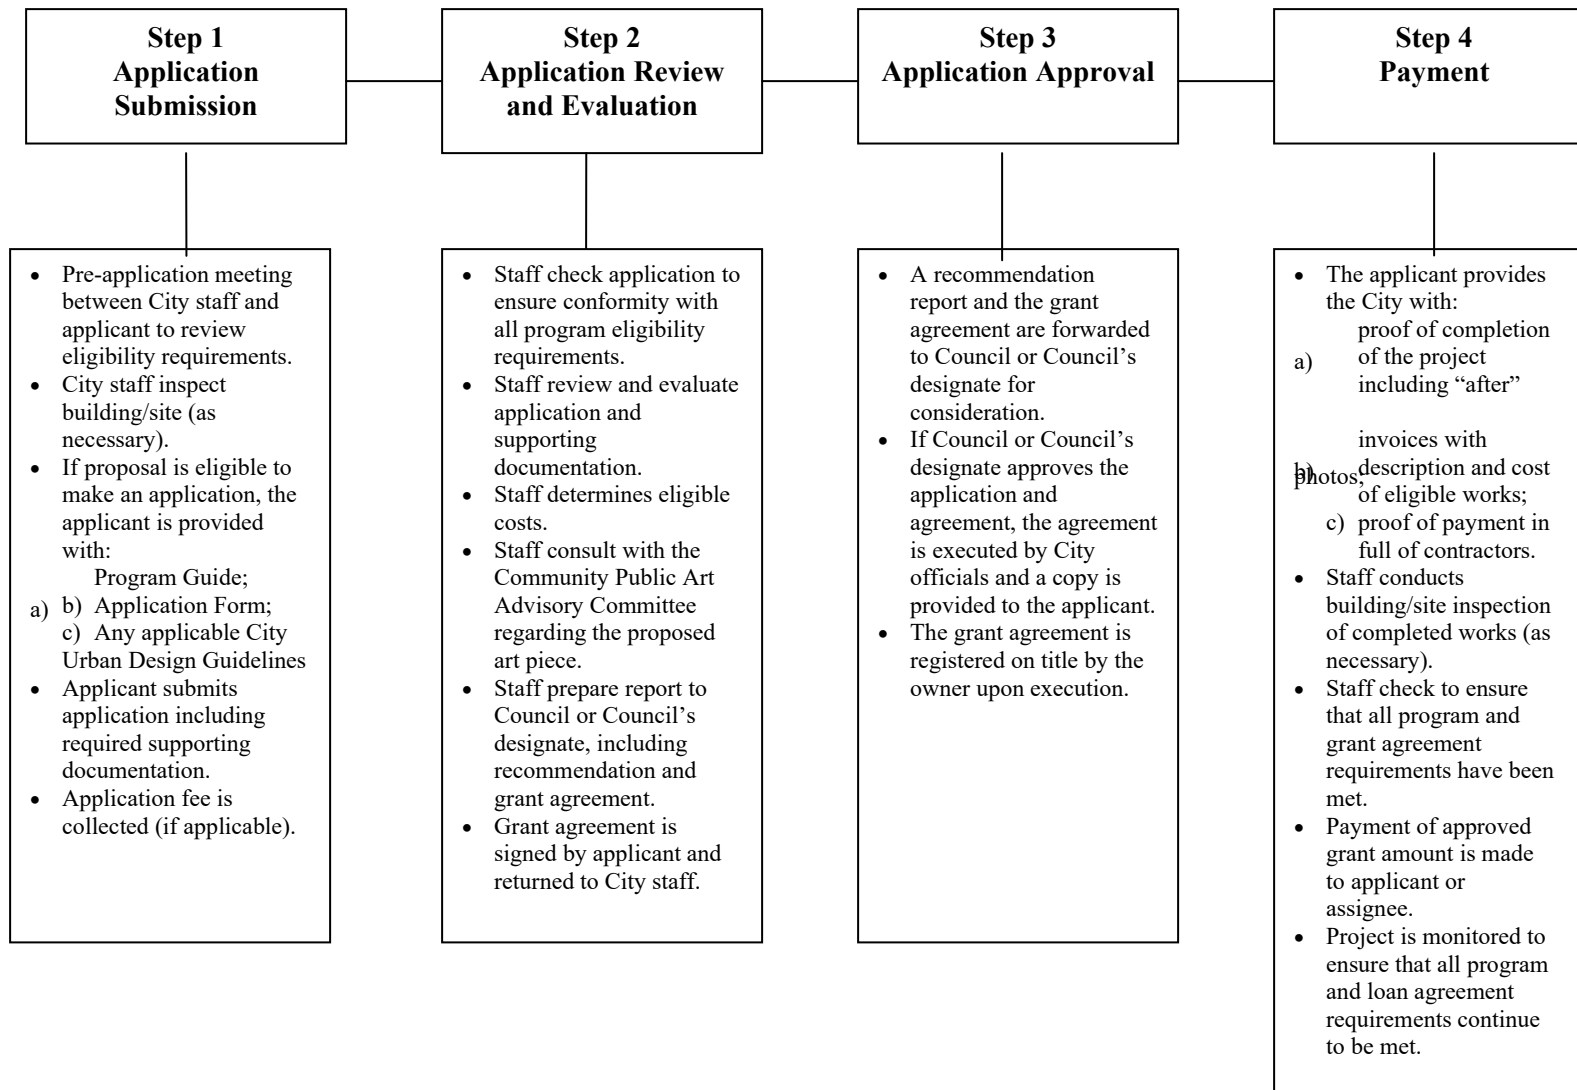 Step 1
Application
Submission
Step 2
Application Review
and Evaluation
Step 3
Application Approval
Step 4
Payment
• Pre-application meeting
between City staff and
applicant to review
eligibility requirements.
• City staff inspect
building/site (as
necessary).
• If proposal is eligible to
make an application, the
applicant is provided
with:
Program Guide;
a) b) Application Form;
c) Any applicable City
Urban Design Guidelines
• Applicant submits
application including
required supporting
documentation.
• Application fee is
collected (if applicable).
• Staff check application to
ensure conformity with
all program eligibility
requirements.
• Staff review and evaluate
application and
supporting
documentation.
• Staff determines eligible
costs.
• Staff consult with the
Community Public Art
Advisory Committee
regarding the proposed
art piece.
• Staff prepare report to
Council or Council’s
designate, including
recommendation and
grant agreement.
• Grant agreement is
signed by applicant and
returned to City staff.
• A recommendation
report and the grant
agreement are forwarded
to Council or Council’s
designate for
consideration.
• If Council or Council’s
designate approves the
application and
agreement, the agreement
is executed by City
officials and a copy is
provided to the applicant.
• The grant agreement is
registered on title by the
owner upon execution.
• The applicant provides
the City with:
proof of completion
a) of the project
including “after”
invoices with
b) description and cost
photos;
of eligible works;
c) proof of payment in
full of contractors.
• Staff conducts
building/site inspection
of completed works (as
necessary).
• Staff check to ensure
that all program and
grant agreement
requirements have been
met.
• Payment of approved
grant amount is made
to applicant or
assignee.
• Project is monitored to
ensure that all program
and loan agreement
requirements continue
to be met.